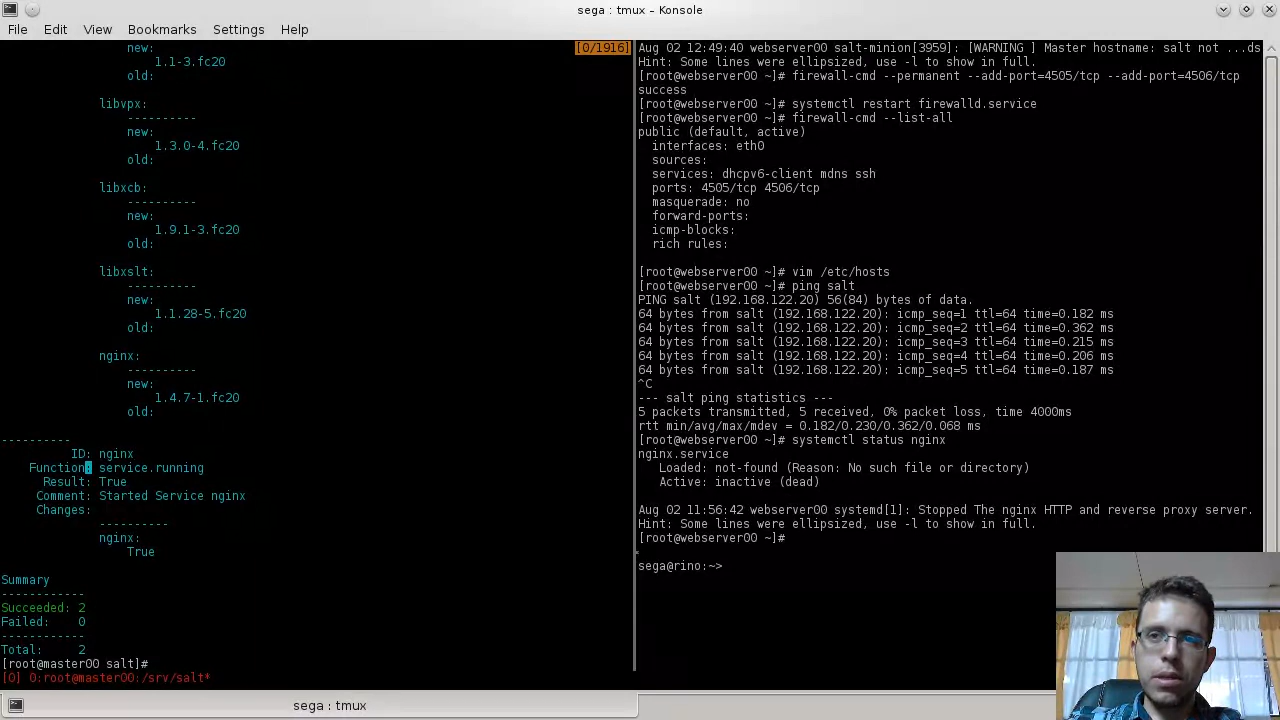 sega : tmux – Konsole
File Edit View Bookmarks Settings Help
new:
1.1-3.fc20
old:
libvpx:
----------
new:
1.3.0-4.fc20
old:
libxcb:
----------
new:
1.9.1-3.fc20
old:
libxslt:
----------
new:
1.1.28-5.fc20
old:
nginx:
----------
new:
1.4.7-1.fc20
old:
----------
ID: nginx
Function: service.running
Result: True
Comment: Started Service nginx
Changes:
----------
nginx:
True
Summary
------------
Succeeded: 2
Failed: 0
------------
Total: 2
[root@master00 salt]#
[0] 0:root@master00:/srv/salt*
[0/1916]
Aug 02 12:49:40 webserver00 salt-minion[3959]: [WARNING ] Master hostname: salt not ...ds
Hint: Some lines were ellipsized, use -l to show in full.
[root@webserver00 ~]# firewall-cmd --permanent --add-port=4505/tcp --add-port=4506/tcp
success
[root@webserver00 ~]# systemctl restart firewalld.service
[root@webserver00 ~]# firewall-cmd --list-all
public (default, active)
interfaces: eth0
sources:
services: dhcpv6-client mdns ssh
ports: 4505/tcp 4506/tcp
masquerade: no
forward-ports:
icmp-blocks:
rich rules:
[root@webserver00 ~]# vim /etc/hosts
[root@webserver00 ~]# ping salt
PING salt (192.168.122.20) 56(84) bytes of data.
64 bytes from salt (192.168.122.20): icmp_seq=1 ttl=64 time=0.182 ms
64 bytes from salt (192.168.122.20): icmp_seq=2 ttl=64 time=0.362 ms
64 bytes from salt (192.168.122.20): icmp_seq=3 ttl=64 time=0.215 ms
64 bytes from salt (192.168.122.20): icmp_seq=4 ttl=64 time=0.206 ms
64 bytes from salt (192.168.122.20): icmp_seq=5 ttl=64 time=0.187 ms
^C
--- salt ping statistics ---
5 packets transmitted, 5 received, 0% packet loss, time 4000ms
rtt min/avg/max/mdev = 0.182/0.230/0.362/0.068 ms
[root@webserver00 ~]# systemctl status nginx
nginx.service
Loaded: not-found (Reason: No such file or directory)
Active: inactive (dead)
Aug 02 11:56:42 webserver00 systemd[1]: Stopped The nginx HTTP and reverse proxy server.
Hint: Some lines were ellipsized, use -l to show in full.
[root@webserver00 ~]#
sega@rino:~>
sega : tmux